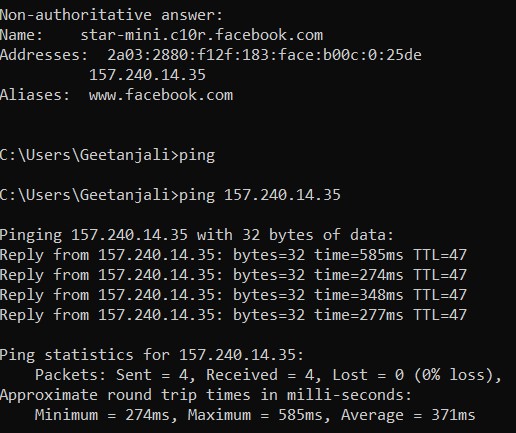 Non-authoritative answer:
Name:    star-mini.c10r.facebook.com
Addresses:  2a03:2880:f12f:183:face:b00c:0:25de
          157.240.14.35
Aliases:  www.facebook.com
C:\Users\Geetanjali>ping
C:\Users\Geetanjali>ping 157.240.14.35
Pinging 157.240.14.35 with 32 bytes of data:
Reply from 157.240.14.35: bytes=32 time=585ms TTL=47
Reply from 157.240.14.35: bytes=32 time=274ms TTL=47
Reply from 157.240.14.35: bytes=32 time=348ms TTL=47
Reply from 157.240.14.35: bytes=32 time=277ms TTL=47
Ping statistics for 157.240.14.35:
    Packets: Sent = 4, Received = 4, Lost = 0 (0% loss),
Approximate round trip times in milli-seconds:
    Minimum = 274ms, Maximum = 585ms, Average = 371ms